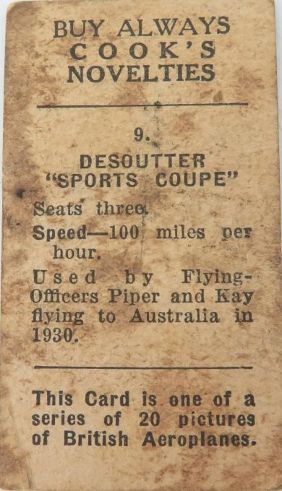 BUY ALWAYS
COOK'S
NOVELTIES
9.
DESOUTTER
"SPORTS COUPE"
Seats three.
Speed—100 miles per
hour.
Used by Flying-
Officers Piper and Kay
flying to Australia in
1930.
This Card is one of a
series of 20 pictures
of British Aeroplanes.